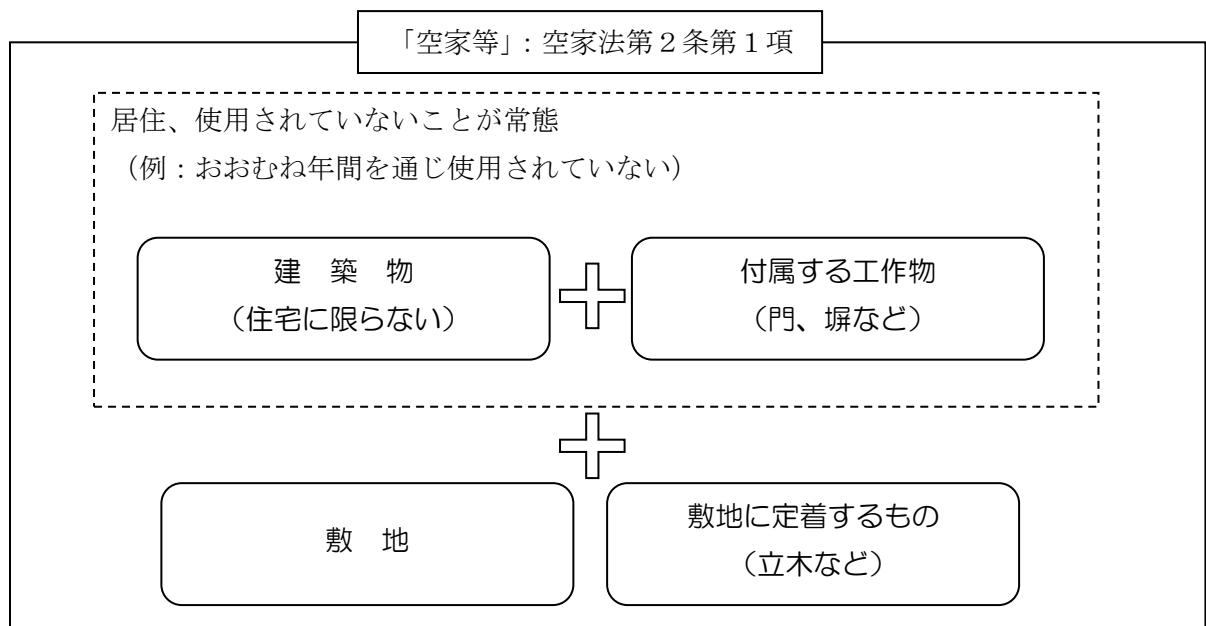 「空家等」：空家法第２条第１項
居住、使用されていないことが常態
（例：おおむね年間を通じ使用されていない）
建　築　物
（住宅に限らない）
付属する工作物
（門、塀など）
敷　地
敷地に定着するもの
（立木など）